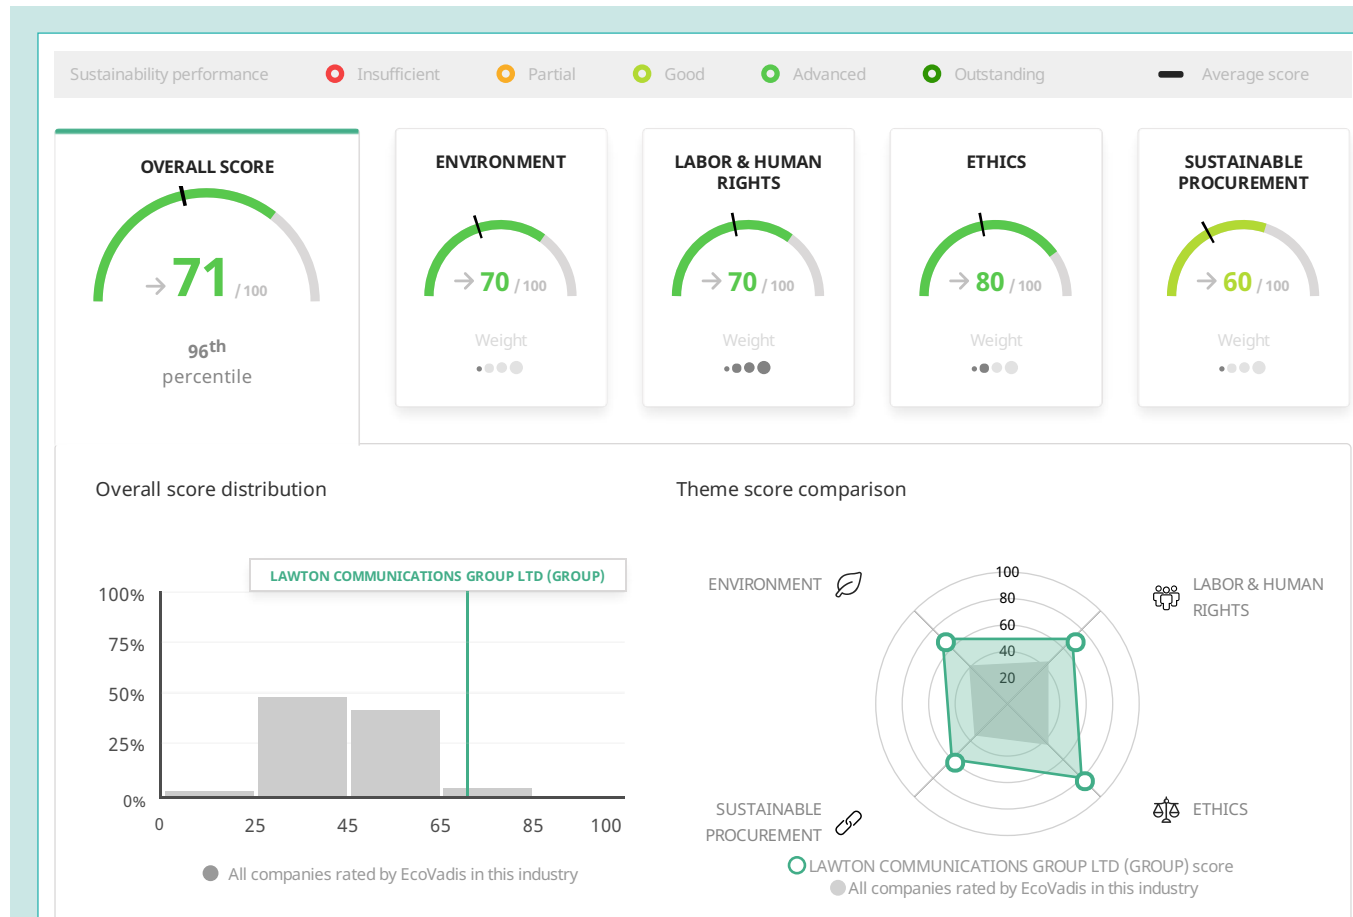 Sustainability performance
Insufficient
Partial
Good
Advanced
Outstanding
Average score
OVERALL SCORE
71 / 100
96th
percentile
ENVIRONMENT
70 / 100
Weight
LABOR & HUMAN
RIGHTS
70 / 100
Weight
ETHICS
80 / 100
Weight
SUSTAINABLE
PROCUREMENT
60 / 100
Weight
Overall score distribution
LAWTON COMMUNICATIONS GROUP LTD (GROUP)
100%
75%
50%
25%
0%
0 25 45 65 85 100
All companies rated by EcoVadis in this industry
Theme score comparison
ENVIRONMENT
LABOR & HUMAN
RIGHTS
100
80
60
40
20
SUSTAINABLE
PROCUREMENT
ETHICS
LAWTON COMMUNICATIONS GROUP LTD (GROUP) score
All companies rated by EcoVadis in this industry